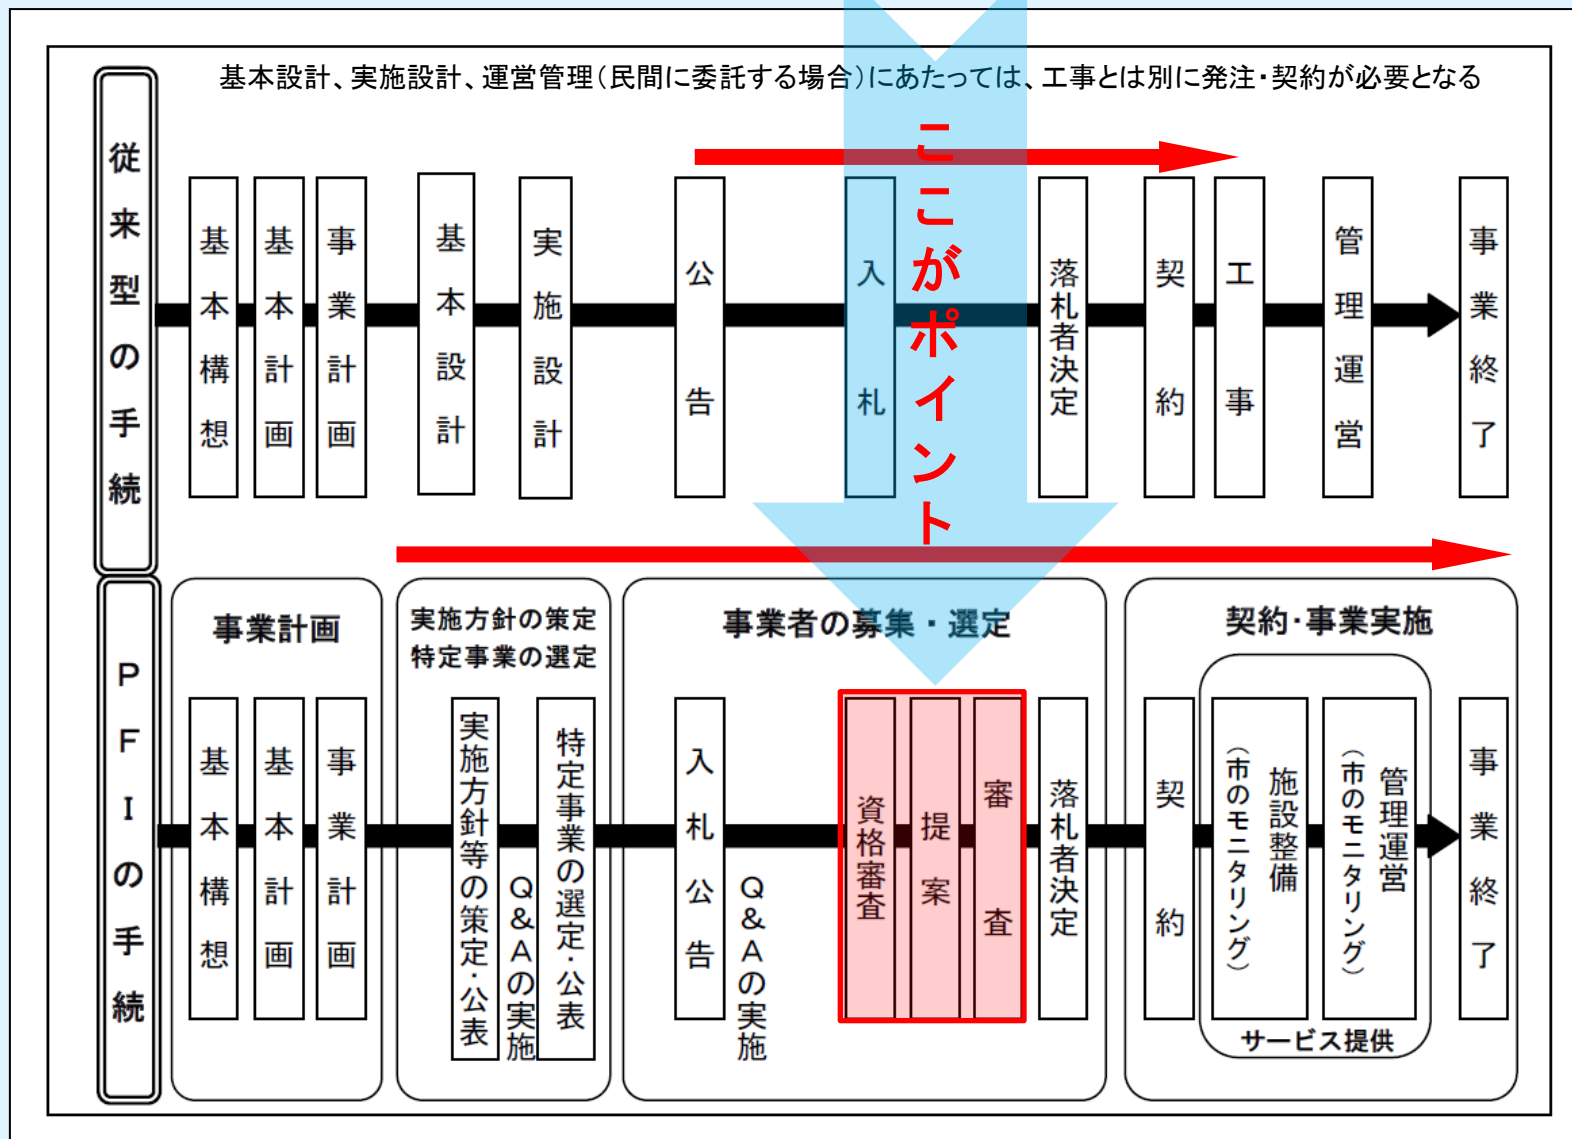 基本設計、実施設計、運営管理(民間に委託する場合)にあたっては、工事とは別に発注・契約が必要となる
ここがポイント
従来型の手続
基本構想
基本計画
事業計画
基本設計
実施設計
公告
入札
落札者決定
契約
工事
管理運営
事業終了
PFIの手続
事業計画
基本構想
基本計画
事業計画
実施方針の策定
特定事業の選定
実施方針等の策定・公表
Q&Aの実施
特定事業の選定・公表
事業者の募集・選定
入札公告
Q&Aの実施
資格審査
提案
審査
落札者決定
契約・事業実施
契約
施設整備
(市のモニタリング)
管理運営
(市のモニタリング)
サービス提供
事業終了